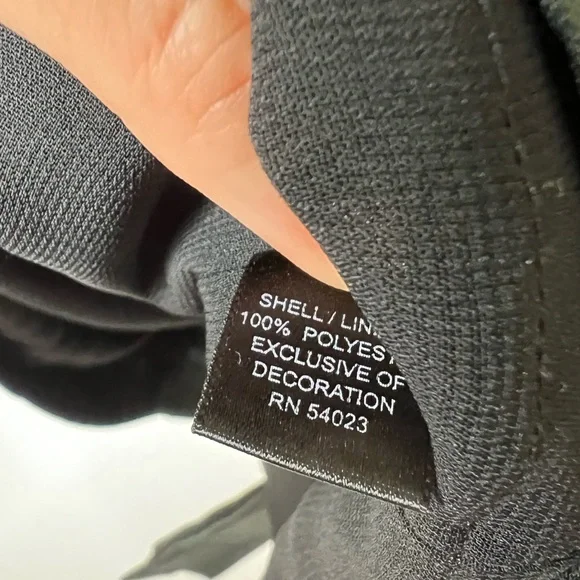 SHELL / LIN
100% POLYEST
EXCLUSIVE OF
DECORATION
RN 54023